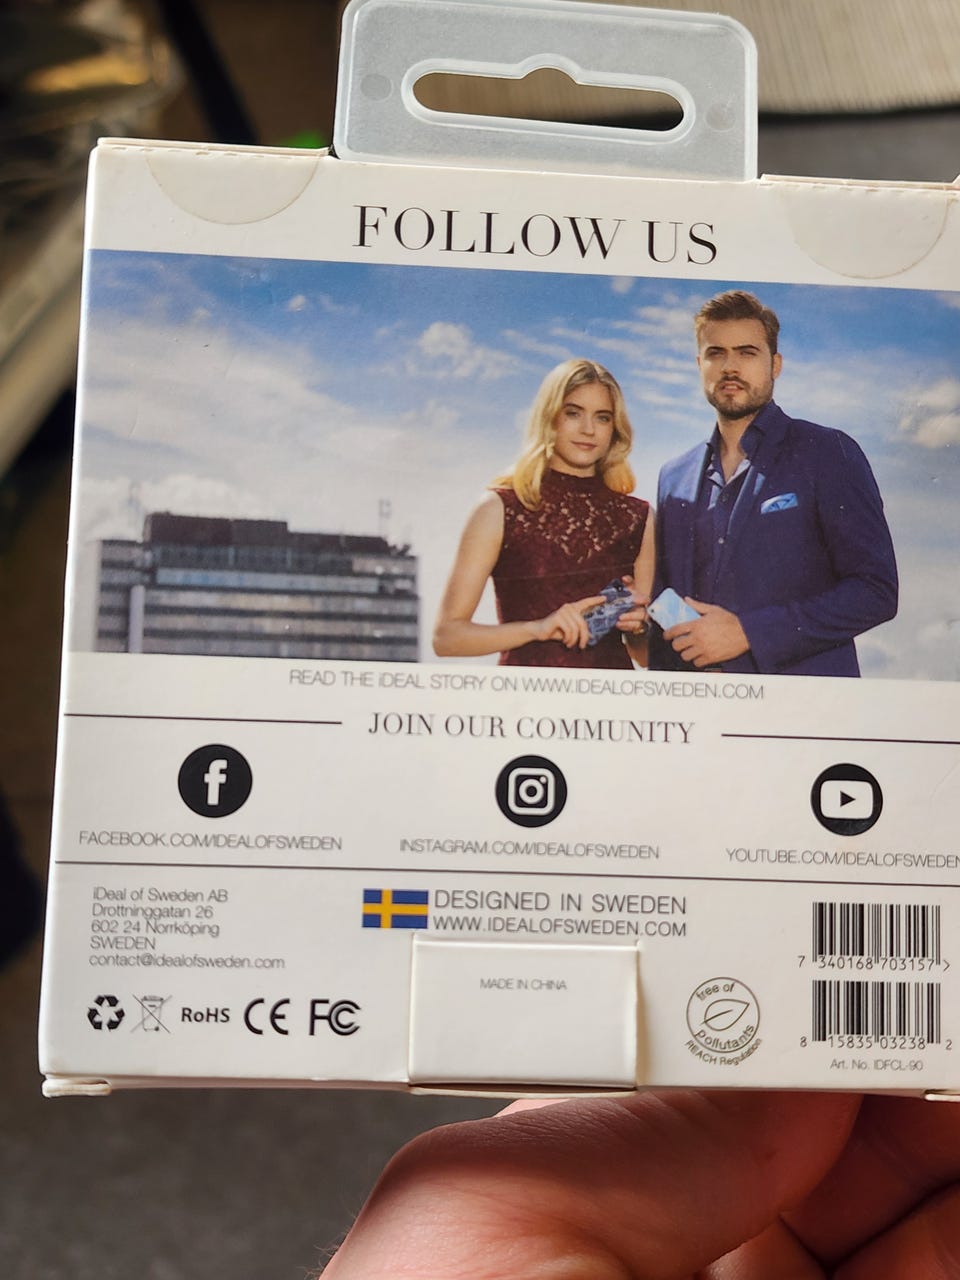 FOLLOW US
READ THE iDEAL STORY ON WWW.IDEALOFSWEDEN.COM
JOIN OUR COMMUNITY
FACEBOOK.COM/IDEALOFSWEDEN
INSTAGRAM.COM/IDEALOFSWEDEN
YOUTUBE.COM/IDEALOFSWEDEN
iDeal of Sweden AB
Drottninggatan 26
602 24 Norrköping
SWEDEN
contact@idealofsweden.com
DESIGNED IN SWEDEN
WWW.IDEALOFSWEDEN.COM
MADE IN CHINA
RoHS CE FC
free of
pollutants
REACH Regulation
7 340168 703157 >
8 15835 03238 2
Art. No. IDFCL-90